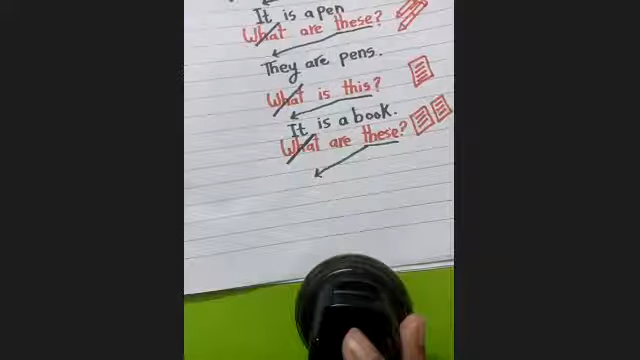 It is a pen
What are these?
They are pens.
What is this?
It is a book.
What are these?